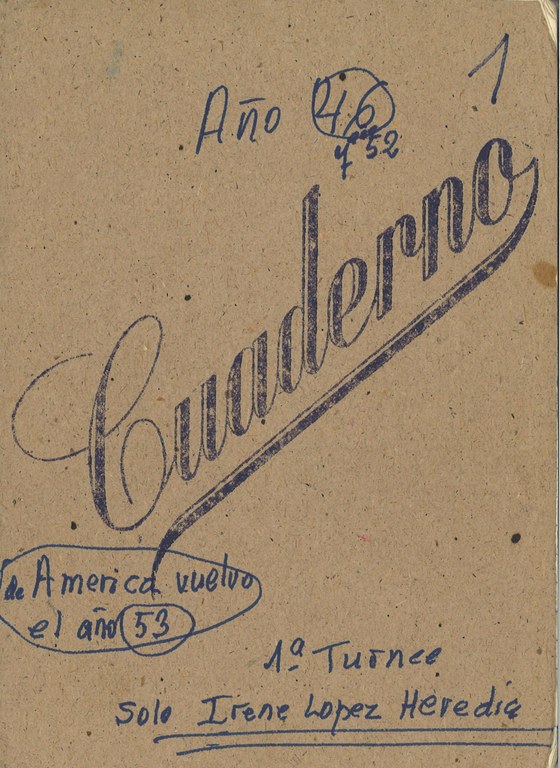 1
Año 46
y 52
Cuaderno
de America vuelvo
el año 53
1ª Turnee
Solo Irene Lopez Heredia